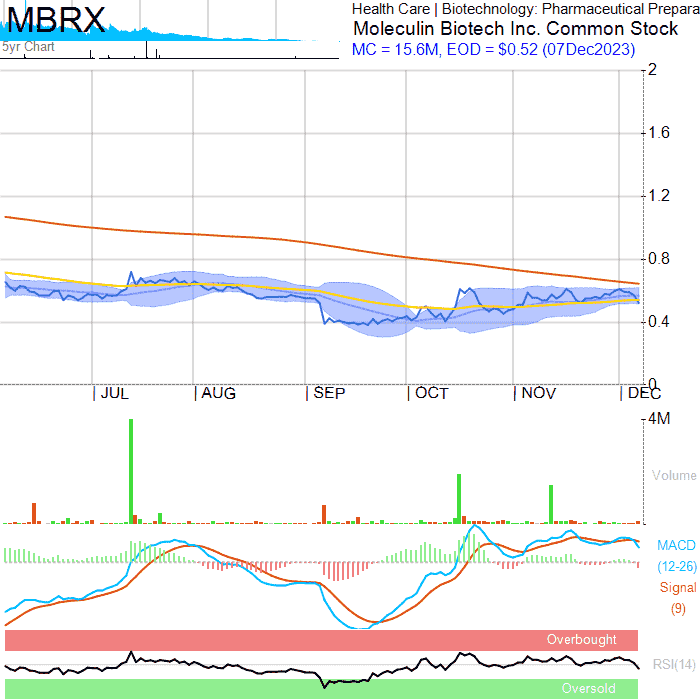 MBRX
5yr Chart
Health Care | Biotechnology: Pharmaceutical Prepara
Moleculin Biotech Inc. Common Stock
MC = 15.6M, EOD = $0.52 (07Dec2023)
2
1.6
1.2
0.8
0.4
0
JUL
AUG
SEP
OCT
NOV
DEC
4M
Volume
MACD
(12-26)
Signal
(9)
Overbought
RSI(14)
Oversold